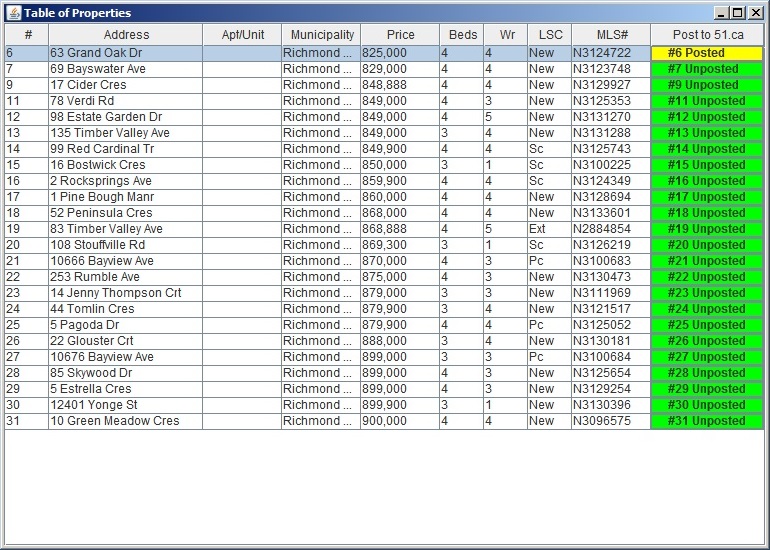 Table of Properties
# Address Apt/Unit Municipality Price Beds Wr LSC MLS# Post to 51.ca
6 63 Grand Oak Dr Richmond ... 825,000 4 4 New N3124722 #6 Posted
7 69 Bayswater Ave Richmond ... 829,000 4 4 New N3123748 #7 Unposted
9 17 Cider Cres Richmond ... 848,888 4 4 New N3129927 #9 Unposted
11 78 Verdi Rd Richmond ... 849,000 4 3 New N3125353 #11 Unposted
12 98 Estate Garden Dr Richmond ... 849,000 4 5 New N3131270 #12 Unposted
13 135 Timber Valley Ave Richmond ... 849,000 3 4 New N3131288 #13 Unposted
14 99 Red Cardinal Tr Richmond ... 849,900 4 4 Sc N3125743 #14 Unposted
15 16 Bostwick Cres Richmond ... 850,000 3 1 Sc N3100225 #15 Unposted
16 2 Rocksprings Ave Richmond ... 859,900 4 4 Sc N3124349 #16 Unposted
17 1 Pine Bough Manr Richmond ... 860,000 4 4 New N3128694 #17 Unposted
18 52 Peninsula Cres Richmond ... 868,000 4 4 New N3133601 #18 Unposted
19 83 Timber Valley Ave Richmond ... 868,888 4 5 Ext N2884854 #19 Unposted
20 108 Stouffville Rd Richmond ... 869,300 3 1 Sc N3126219 #20 Unposted
21 10666 Bayview Ave Richmond ... 870,000 4 3 Pc N3100683 #21 Unposted
22 253 Rumble Ave Richmond ... 875,000 4 3 New N3130473 #22 Unposted
23 14 Jenny Thompson Crt Richmond ... 879,000 3 3 New N3111969 #23 Unposted
24 44 Tomlin Cres Richmond ... 879,900 3 4 New N3121517 #24 Unposted
25 5 Pagoda Dr Richmond ... 879,900 4 4 Pc N3125052 #25 Unposted
26 22 Glouster Crt Richmond ... 888,000 3 4 New N3130181 #26 Unposted
27 10676 Bayview Ave Richmond ... 899,000 3 3 Pc N3100684 #27 Unposted
28 85 Skywood Dr Richmond ... 899,900 4 3 New N3125654 #28 Unposted
29 5 Estrella Cres Richmond ... 899,900 4 3 New N3129254 #29 Unposted
30 12401 Yonge St Richmond ... 899,900 3 1 New N3130396 #30 Unposted
31 10 Green Meadow Cres Richmond ... 900,000 4 4 New N3096575 #31 Unposted